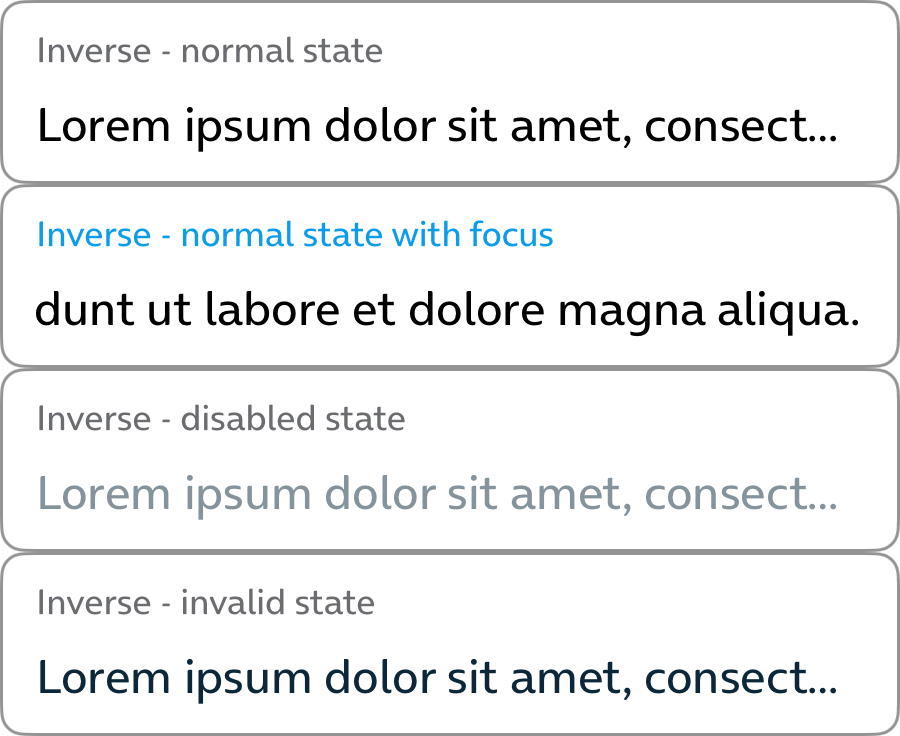 Inverse - normal state
Lorem ipsum dolor sit amet, consect...
Inverse - normal state with focus
dunt ut labore et dolore magna aliqua.
Inverse - disabled state
Lorem ipsum dolor sit amet, consect...
Inverse - invalid state
Lorem ipsum dolor sit amet, consect...